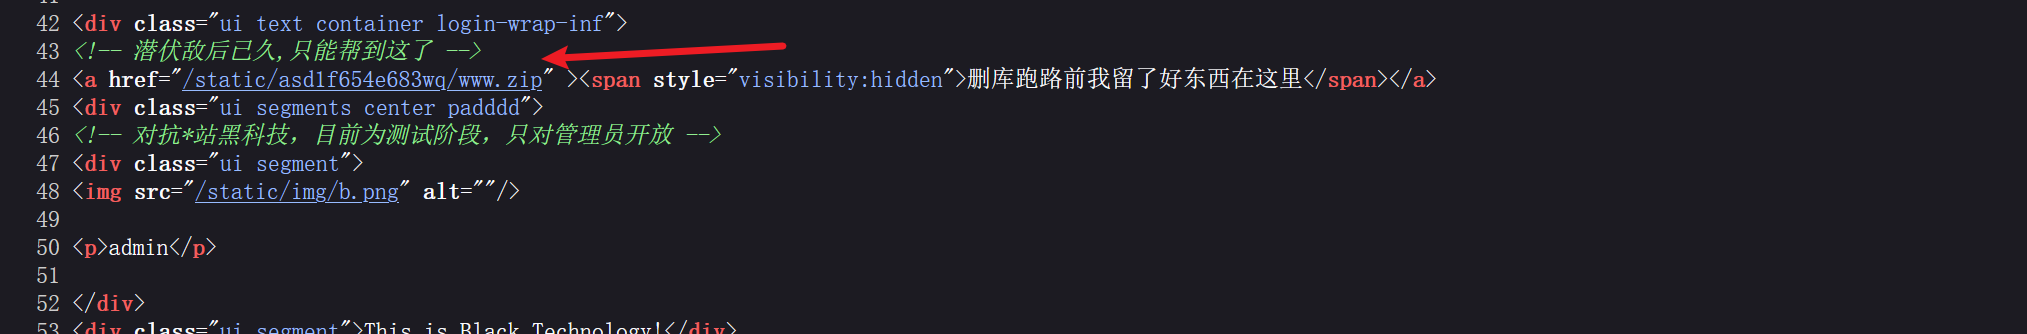 42 <div class="ui text container login-wrap-inf">
43 <!-- 潜伏敌后已久,只能帮到这了 -->
44 <a href="/static/asd1f654e683wq/www.zip" ><span style="visibility:hidden">删库跑路前我留了好东西在这里</span></a>
45 <div class="ui segments center padddd">
46 <!-- 对抗*站黑科技，目前为测试阶段，只对管理员开放 -->
47 <div class="ui segment">
48 <img src="/static/img/b.png" alt=""/>
49
50 <p>admin</p>
51
52 </div>
53 <div class="ui segment">This is Black Technology!</div>